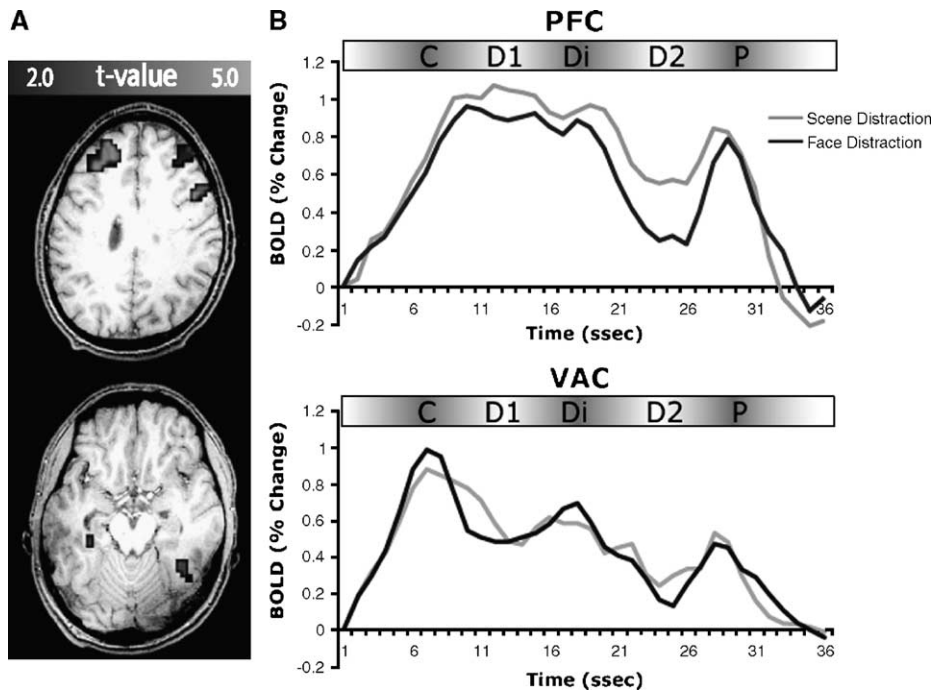 A
2.0 t-value 5.0
B
PFC
C D1 Di D2 P
1.2
1
0.8
0.6
0.4
0.2
0
-0.2
BOLD (% Change)
1 6 11 16 21 26 31 36
Time (ssec)
Scene Distraction
Face Distraction
VAC
C D1 Di D2 P
1.2
1
0.8
0.6
0.4
0.2
0
-0.2
BOLD (% Change)
1 6 11 16 21 26 31 36
Time (ssec)